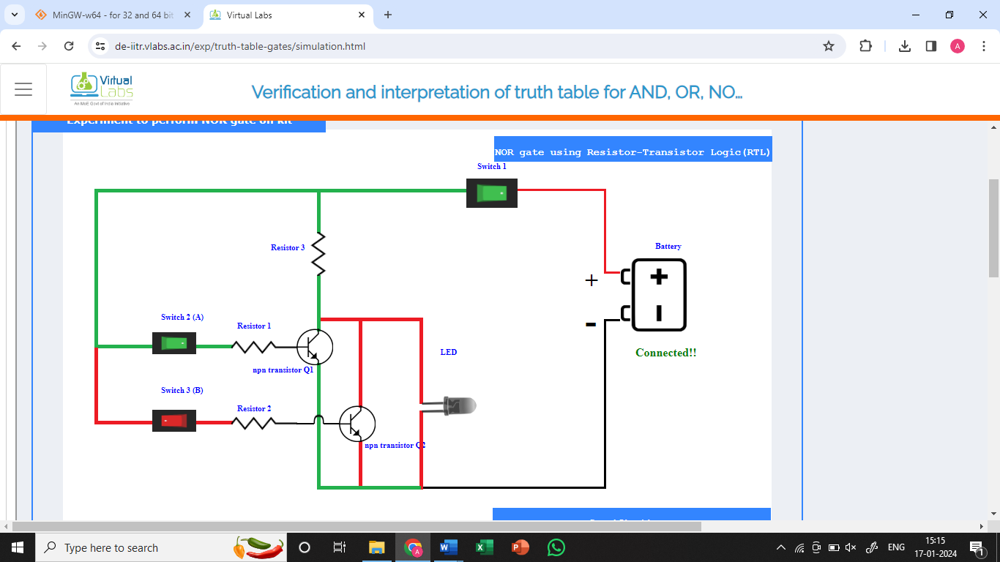 MinGW-w64 - for 32 and 64 bit
Virtual Labs
de-iitr.vlabs.ac.in/exp/truth-table-gates/simulation.html
A
Virtual
Labs
An MoE Govt of India Initiative
Verification and interpretation of truth table for AND, OR, NO...
Experiment to perform NOR gate on kit
NOR gate using Resistor-Transistor Logic(RTL)
Switch 1
Resistor 3
Battery
+
-
Switch 2 (A)
Resistor 1
LED
Connected!!
npn transistor Q1
Switch 3 (B)
Resistor 2
npn transistor Q2
Type here to search
A
ENG
15:15
17-01-2024
1